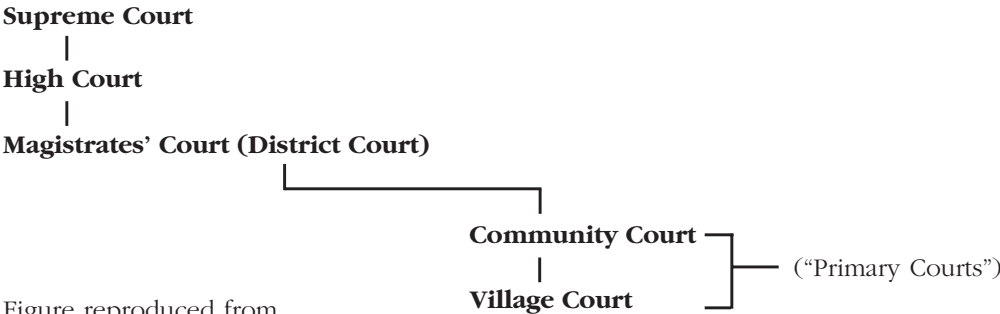 Supreme Court
High Court
Magistrates’ Court (District Court)
Community Court
(“Primary Courts”)
Village Court
Figure reproduced from